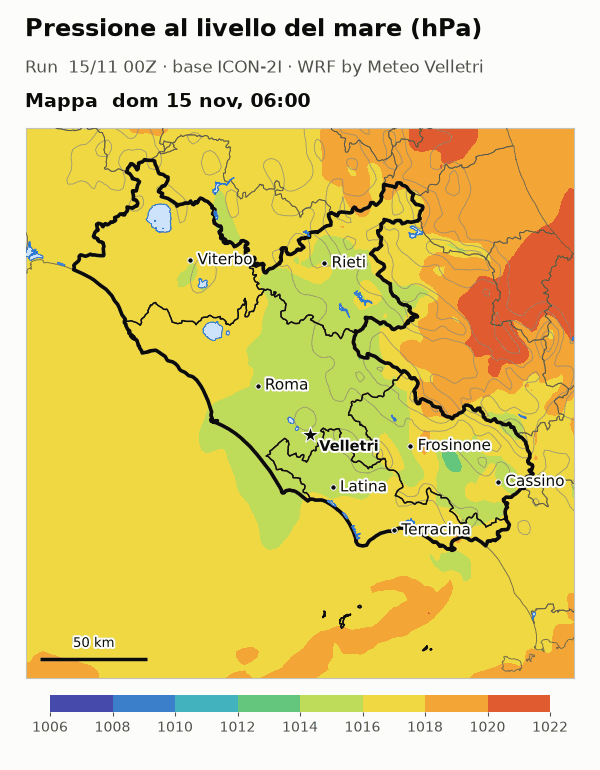 Pressione al livello del mare (hPa)
Run  15/11 00Z · base ICON-2I · WRF by Meteo Velletri
Mappa  dom 15 nov, 06:00
Viterbo
Rieti
Roma
Velletri
Frosinone
Latina
Cassino
Terracina
50 km
1006 1008 1010 1012 1014 1016 1018 1020 1022